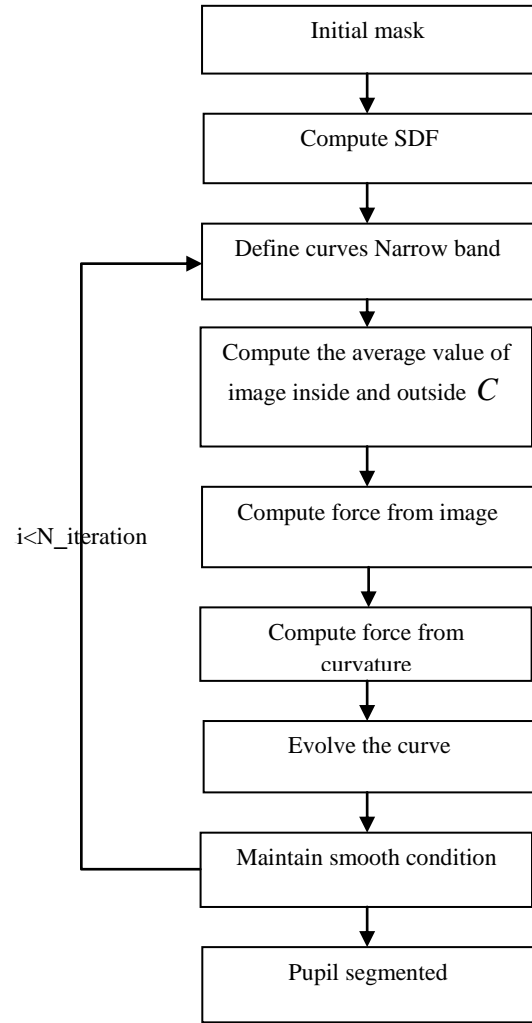 Initial mask
Compute SDF
Define curves Narrow band
Compute the average value of
image inside and outside C
Compute force from image
i<N_iteration
Compute force from
curvature
Evolve the curve
Maintain smooth condition
Pupil segmented